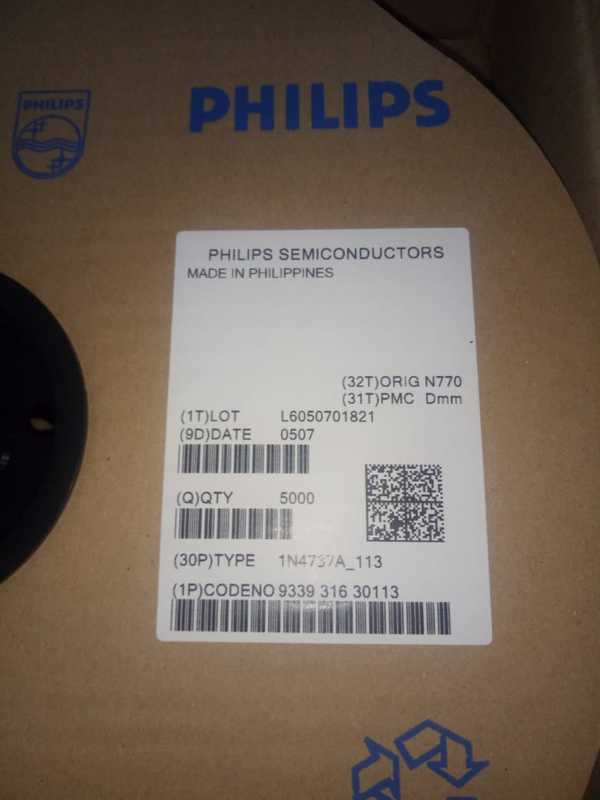 PHILIPS
PHILIPS
PHILIPS SEMICONDUCTORS
MADE IN PHILIPPINES
(32T)ORIG N770
(31T)PMC Dmm
(1T)LOT L6050701821
(9D)DATE 0507
(Q)QTY 5000
(30P)TYPE 1N4737A_113
(1P)CODENO 9339 316 30113